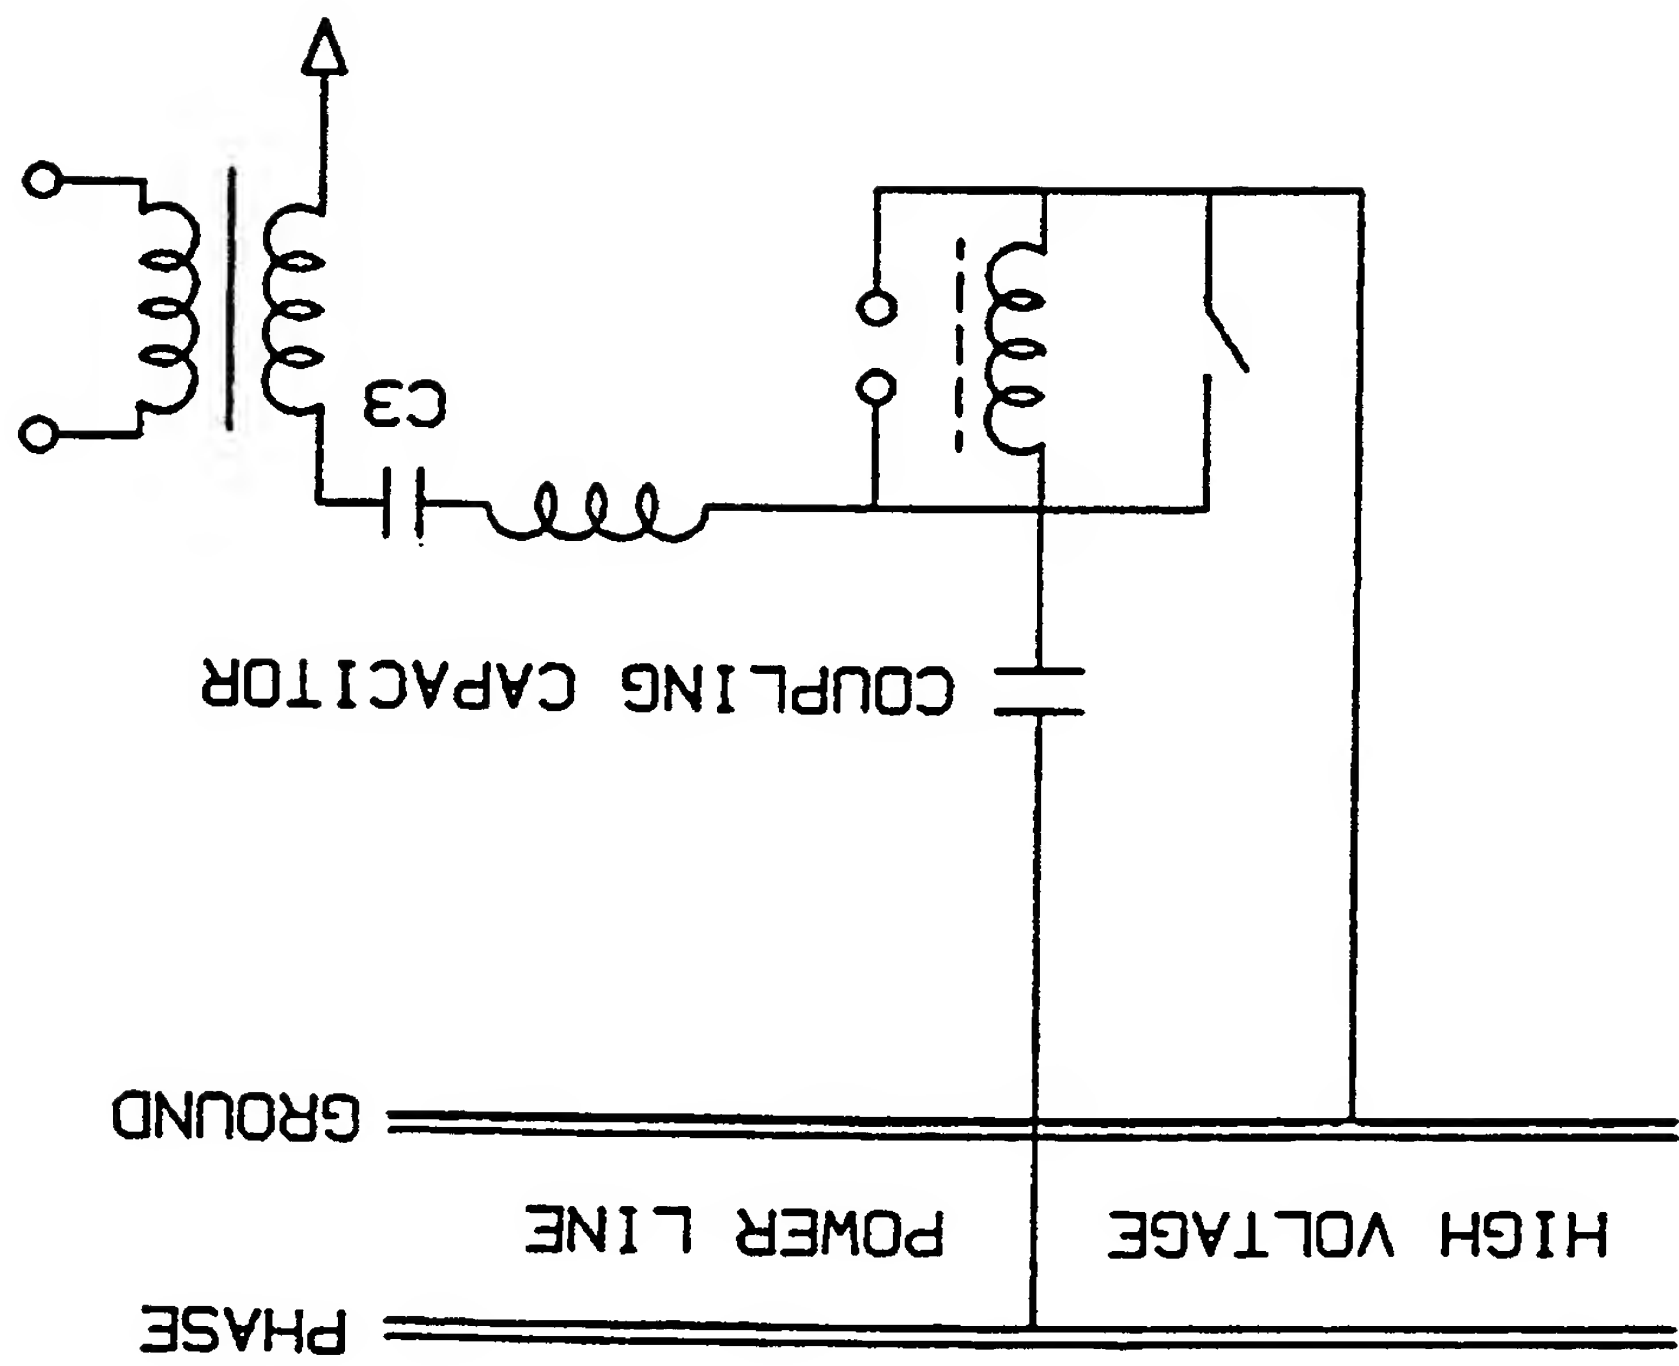 PHASE
HIGH VOLTAGE POWER LINE
GROUND
COUPLING CAPACITOR
C3